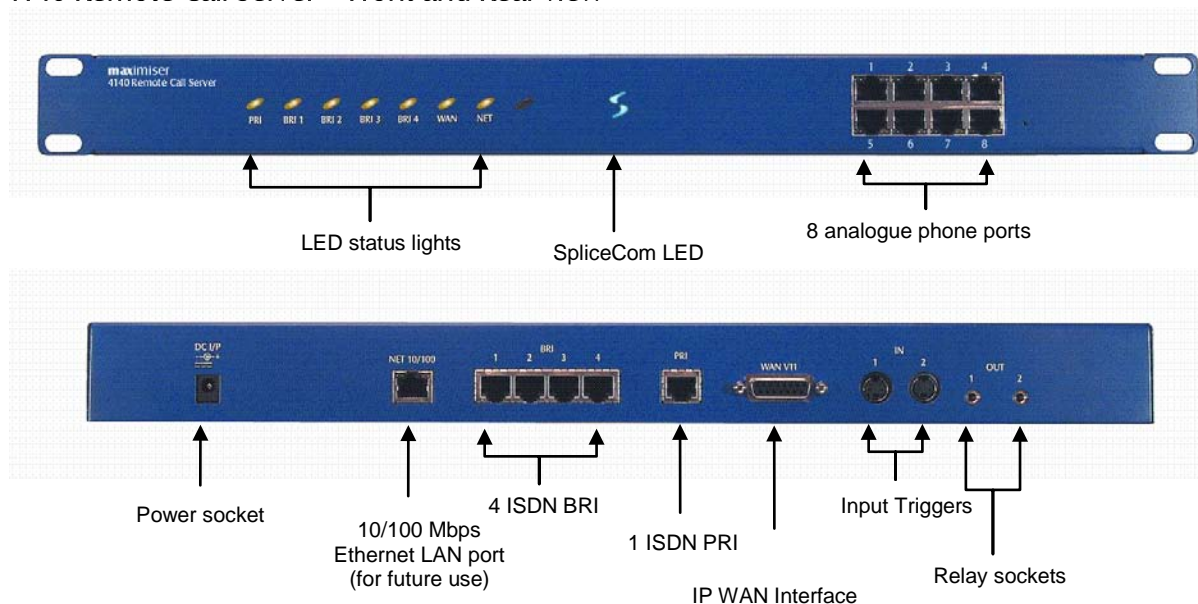 4140 Remote Call Server – Front and Rear View
maximiser
4140 Remote Call Server
PRI BRI 1 BRI 2 BRI 3 BRI 4 WAN NET
1 2 3 4
5 6 7 8
LED status lights
SpliceCom LED
8 analogue phone ports
DC I/P
NET 10/100
BRI
1 2 3 4
PRI
WAN V11
IN
1 2
OUT
1 2
Power socket
10/100 Mbps
Ethernet LAN port
(for future use)
4 ISDN BRI
1 ISDN PRI
IP WAN Interface
Input Triggers
Relay sockets